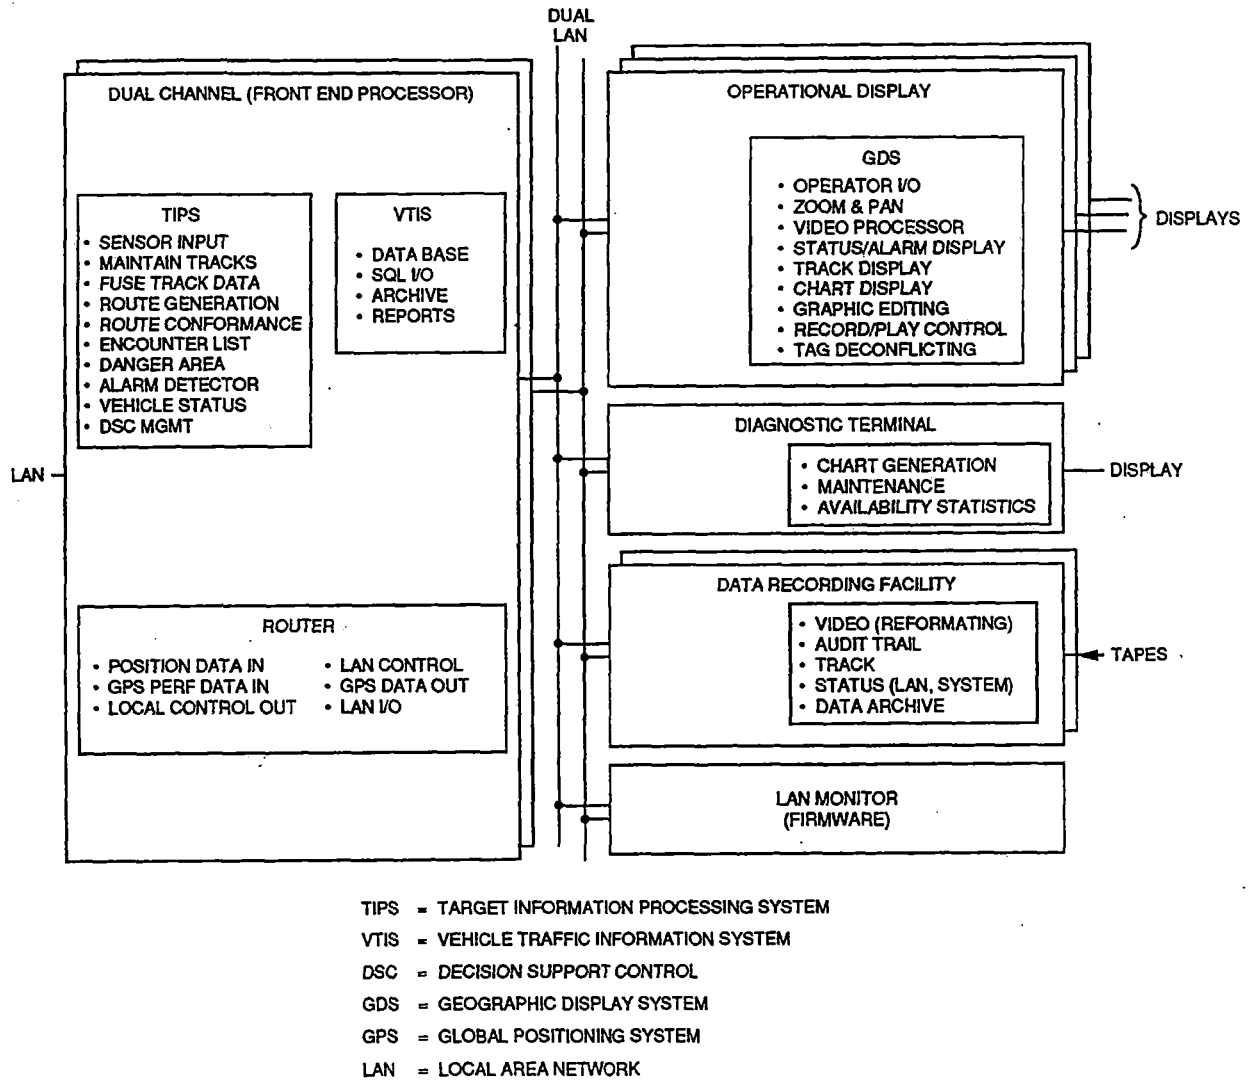 DUAL
LAN
DUAL CHANNEL (FRONT END PROCESSOR)
TIPS
• SENSOR INPUT
• MAINTAIN TRACKS
• FUSE TRACK DATA
• ROUTE GENERATION
• ROUTE CONFORMANCE
• ENCOUNTER LIST
• DANGER AREA
• ALARM DETECTOR
• VEHICLE STATUS
• DSC MGMT
VTIS
• DATA BASE
• SQL I/O
• ARCHIVE
• REPORTS
LAN
ROUTER
• POSITION DATA IN
• GPS PERF DATA IN
• LOCAL CONTROL OUT
• LAN CONTROL
• GPS DATA OUT
• LAN I/O
OPERATIONAL DISPLAY
GDS
• OPERATOR I/O
• ZOOM & PAN
• VIDEO PROCESSOR
• STATUS/ALARM DISPLAY
• TRACK DISPLAY
• CHART DISPLAY
• GRAPHIC EDITING
• RECORD/PLAY CONTROL
• TAG DECONFLICTING
DISPLAYS
DIAGNOSTIC TERMINAL
• CHART GENERATION
• MAINTENANCE
• AVAILABILITY STATISTICS
DISPLAY
DATA RECORDING FACILITY
• VIDEO (REFORMATING)
• AUDIT TRAIL
• TRACK
• STATUS (LAN, SYSTEM)
• DATA ARCHIVE
TAPES
LAN MONITOR
(FIRMWARE)
TIPS = TARGET INFORMATION PROCESSING SYSTEM
VTIS = VEHICLE TRAFFIC INFORMATION SYSTEM
DSC = DECISION SUPPORT CONTROL
GDS = GEOGRAPHIC DISPLAY SYSTEM
GPS = GLOBAL POSITIONING SYSTEM
LAN = LOCAL AREA NETWORK